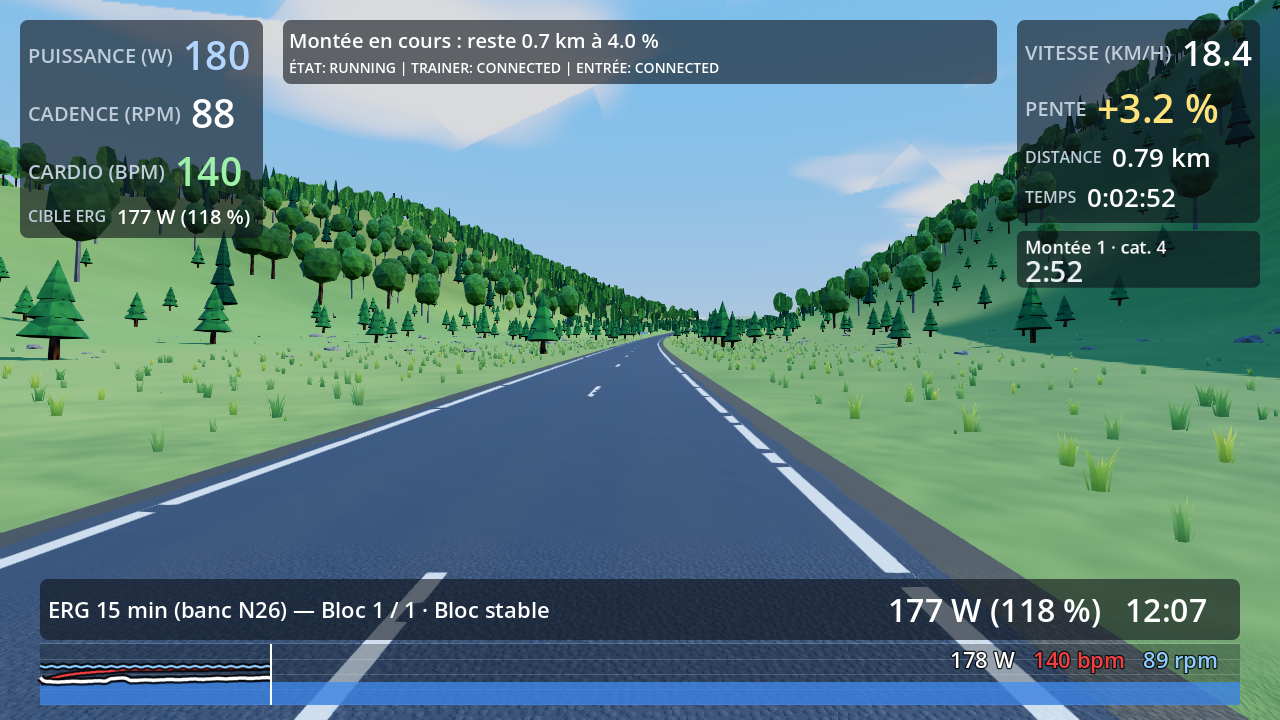 PUISSANCE (W) 180
CADENCE (RPM) 88
CARDIO (BPM) 140
CIBLE ERG 177 W (118 %)
Montée en cours : reste 0.7 km à 4.0 %
ÉTAT: RUNNING | TRAINER: CONNECTED | ENTRÉE: CONNECTED
VITESSE (KM/H) 18.4
PENTE +3.2 %
DISTANCE 0.79 km
TEMPS 0:02:52
Montée 1 · cat. 4
2:52
ERG 15 min (banc N26) — Bloc 1 / 1 · Bloc stable 177 W (118 %) 12:07
178 W 140 bpm 89 rpm